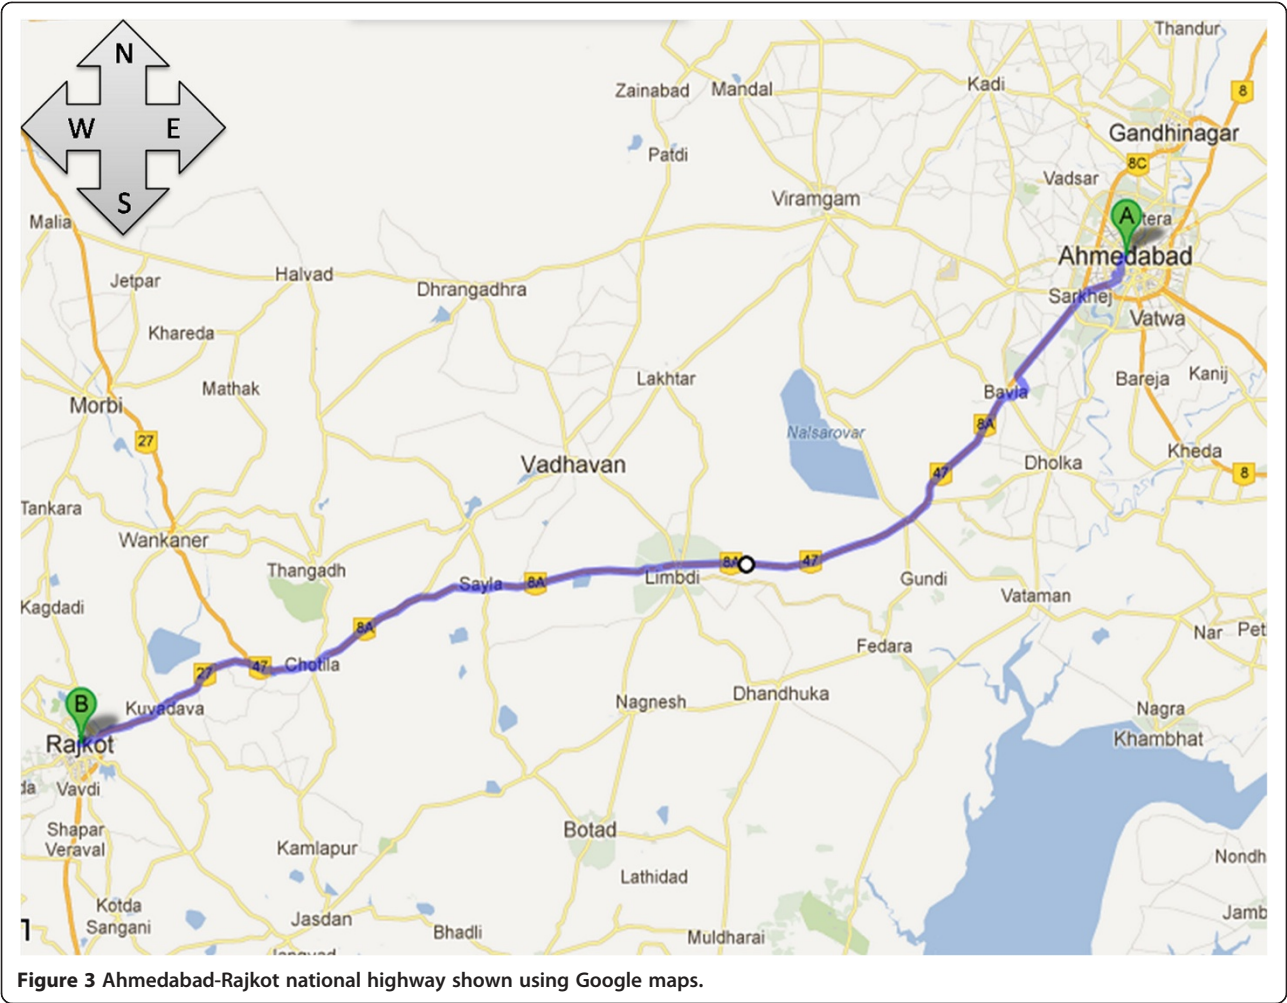 N
W E
S
Thandur
Zainabad
Mandal
Kadi
8
Gandhinagar
8C
Patdi
Vadsar
Viramgam
A
tera
Malia
Ahmedabad
Jetpar
Halvad
Dhrangadhra
Sarkhej
Vatwa
Khareda
Mathak
Lakhtar
Bareja
Kanij
Bavla
Morbi
27
8A
Nalsarovar
Vadhavan
Dholka
Kheda
47
8
Tankara
Wankaner
Thangadh
8A
47
Limbdi
Sayla
8A
Gundi
Vataman
Kagdadi
8A
Nar
Pet
Fedara
Chotila
47
27
Dhandhuka
Nagnesh
B
Kuvadava
Nagra
Khambhat
Rajkot
da
Vavdi
Shapar
Veraval
Botad
Kamlapur
Nondh
Lathidad
Kotda
Sangani
Jasdan
Bhadli
Jamb
Muldharai
Figure 3 Ahmedabad-Rajkot national highway shown using Google maps.